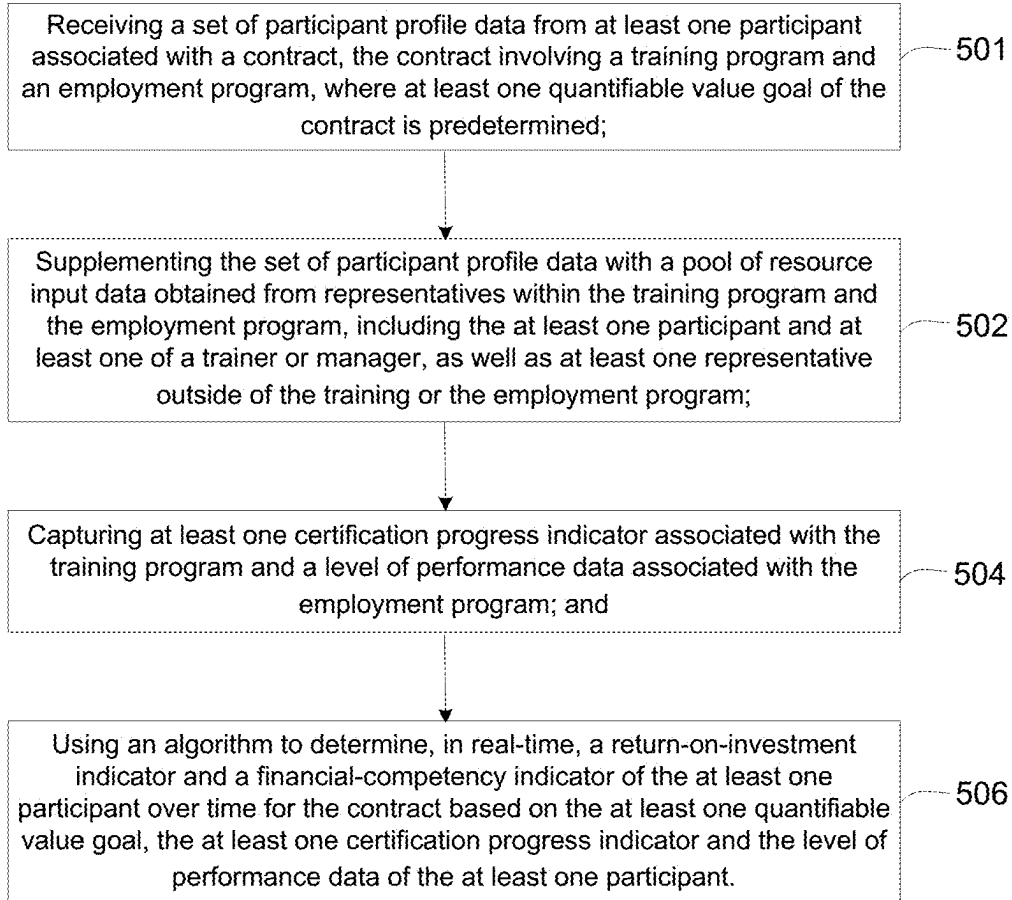 Receiving a set of participant profile data from at least one participant
associated with a contract, the contract involving a training program and
an employment program, where at least one quantifiable value goal of the
contract is predetermined;
501
Supplementing the set of participant profile data with a pool of resource
input data obtained from representatives within the training program and
the employment program, including the at least one participant and at
least one of a trainer or manager, as well as at least one representative
outside of the training or the employment program;
502
Capturing at least one certification progress indicator associated with the
training program and a level of performance data associated with the
employment program; and
504
Using an algorithm to determine, in real-time, a return-on-investment
indicator and a financial-competency indicator of the at least one
participant over time for the contract based on the at least one quantifiable
value goal, the at least one certification progress indicator and the level of
performance data of the at least one participant.
506